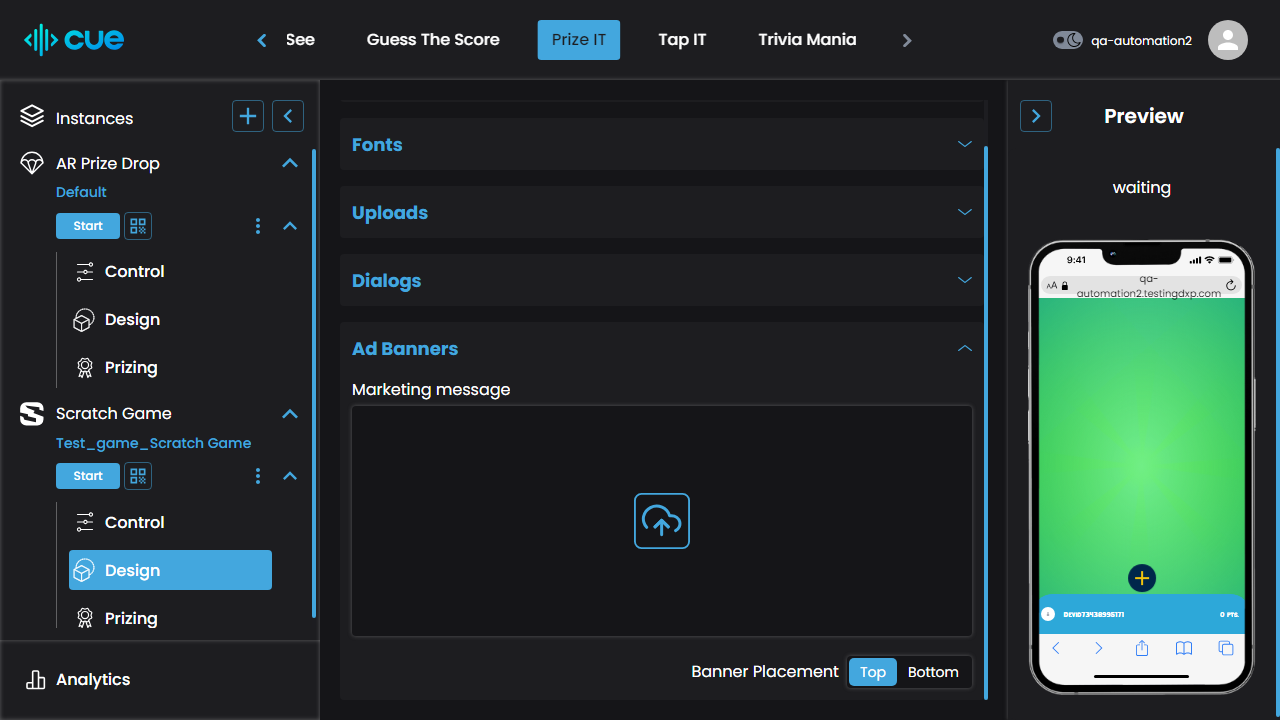 cue
See
Guess The Score
Prize IT
Tap IT
Trivia Mania
qa-automation2
Instances
AR Prize Drop
Default
Start
Control
Design
Prizing
Scratch Game
Test_game_Scratch Game
Start
Control
Design
Prizing
Analytics
Fonts
Uploads
Dialogs
Ad Banners
Marketing message
Banner Placement
Top
Bottom
Preview
waiting
9:41
AA
qa-
automation2.testingdxp.com
0 PTS.